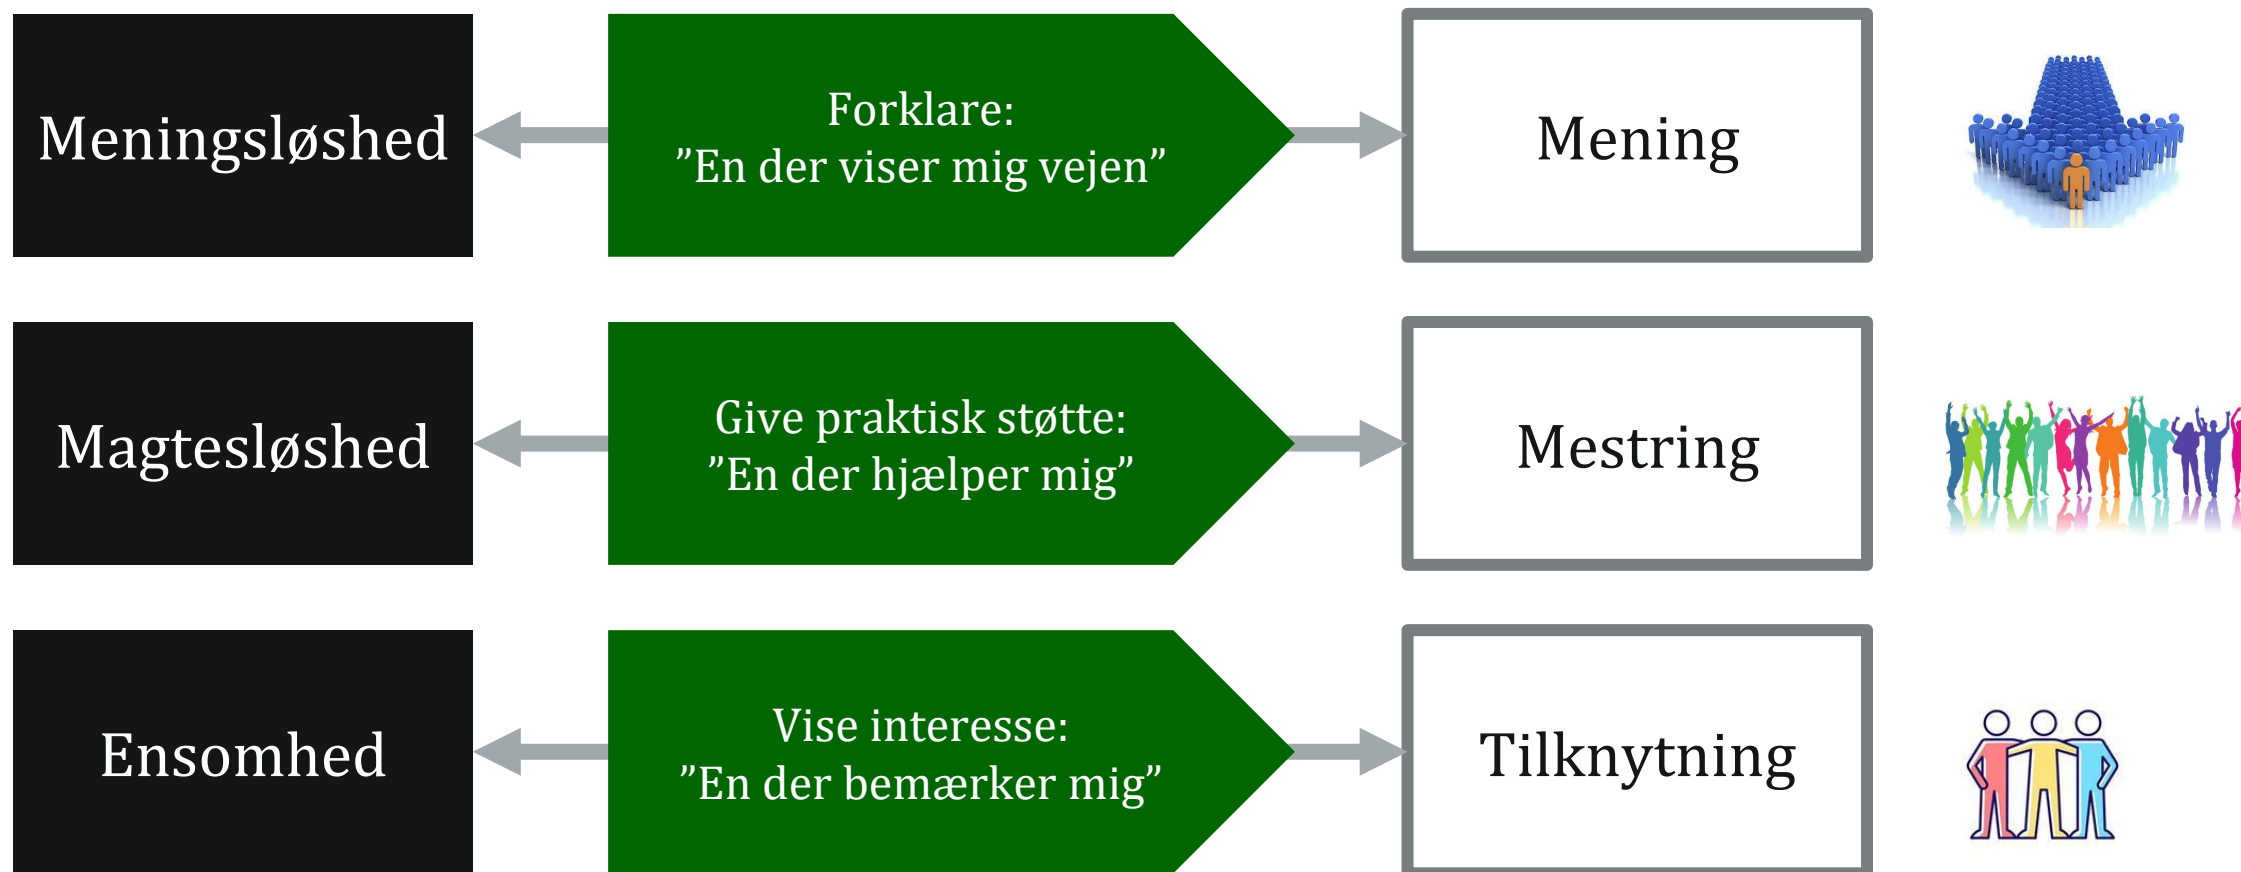 Meningsløshed
Forklare:
”En der viser mig vejen”
Mening
Magtesløshed
Give praktisk støtte:
”En der hjælper mig”
Mestring
Ensomhed
Vise interesse:
”En der bemærker mig”
Tilknytning